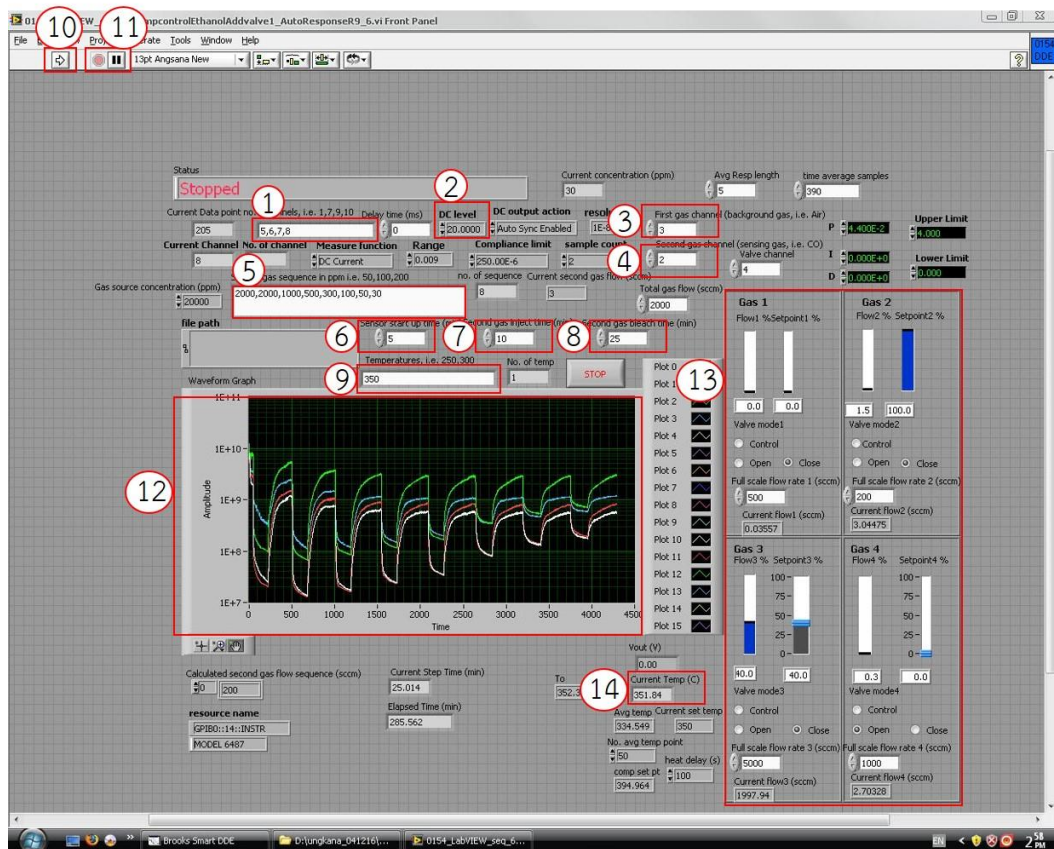 10 11
mpcontrolEthanolAddvalve1_AutoResponseR9_6.vi Front Panel
File Tools Window Help
13pt Angsana New
0154
DDE
Status
Stopped
Current concentration (ppm)
30
Avg Resp length
5
time average samples
390
1 2 3
Current Data point
205
5,6,7,8
Delay time (ms)
0
DC level
20.0000
DC output action
Auto Sync Enabled
First gas channel (background gas, i.e. Air)
3
P 4.400E-2
Upper Limit
4.000
Current Channel
8
No. of channel
4
Measure function
DC Current
Range
0.009
Compliance limit
250.00E-6
sample count
2
4
Second gas channel (sensing gas, i.e. CO)
2
Valve channel
4
I 0.000E+0
D 0.000E+0
Lower Limit
0.000
5
gas sequence in ppm i.e. 50,100,200
2000,2000,1000,500,300,100,50,30
Gas source concentration (ppm)
20000
no. of sequence
8
Current second gas flow (sccm)
3
Total gas flow (sccm)
2000
file path
6
Sensor start up time
5
7
Second gas inject time (min)
10
8
Second gas bleach time (min)
25
9
Temperatures, i.e. 250,300
350
No. of temp
1
STOP
Waveform Graph
12
Amplitude
1E+11
1E+10
1E+9
1E+8
1E+7
0 500 1000 1500 2000 2500 3000 3500 4000 4500
Time
Plot 0
Plot 1
Plot 2
Plot 3
Plot 4
Plot 5
Plot 6
Plot 7
Plot 8
Plot 9
Plot 10
Plot 11
Plot 12
Plot 13
Plot 14
Plot 15
13
Gas 1
Flow1 % Setpoint1 %
0.0 0.0
Valve mode1
Control
Open Close
Full scale flow rate 1 (sccm)
500
Current flow1 (sccm)
0.03557
Gas 2
Flow2 % Setpoint2 %
1.5 100.0
Valve mode2
Control
Open Close
Full scale flow rate 2 (sccm)
200
Current flow2 (sccm)
3.04475
Gas 3
Flow3 % Setpoint3 %
100
75
50
25
0
40.0 40.0
Valve mode3
Control
Open Close
Full scale flow rate 3 (sccm)
5000
Current flow3 (sccm)
1997.94
Gas 4
Flow4 % Setpoint4 %
100
75
50
25
0
0.3 0.0
Valve mode4
Control
Open Close
Full scale flow rate 4 (sccm)
1000
Current flow4 (sccm)
2.70328
Calculated second gas flow sequence (sccm)
0 200
resource name
GPIB0::14::INSTR
MODEL 6487
Current Step Time (min)
25.014
Elapsed Time (min)
285.562
Vout (V)
0.00
To
352.3
14
Current Temp (C)
351.84
Avg temp
334.549
Current set temp
350
No. avg temp point
50
heat delay (s)
100
comp set pt
394.964
Brooks Smart DDE
D:\ungkana_041216\...
0154_LabVIEW_seq_6...
EN
2:58
PM